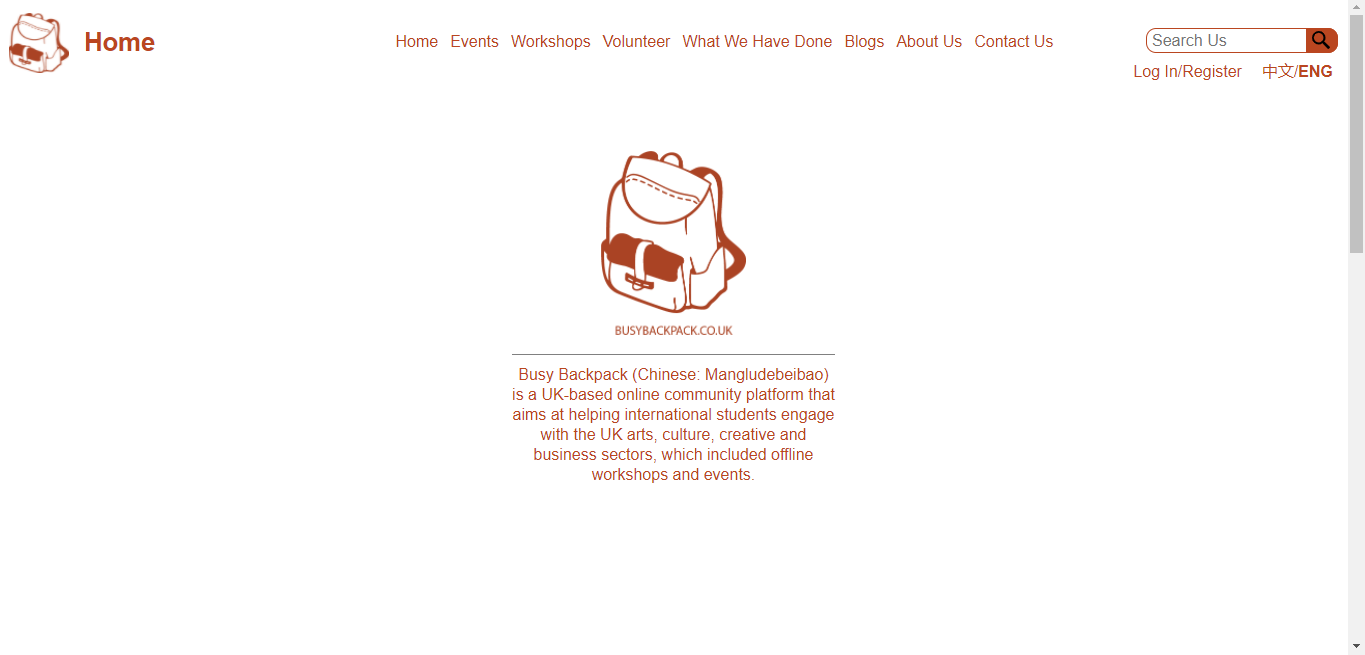 Home
Home Events Workshops Volunteer What We Have Done Blogs About Us Contact Us
Search Us
Log In/Register 中文/ENG
BUSYBACKPACK.CO.UK
Busy Backpack (Chinese: Mangludebeibao)
is a UK-based online community platform that
aims at helping international students engage
with the UK arts, culture, creative and
business sectors, which included offline
workshops and events.